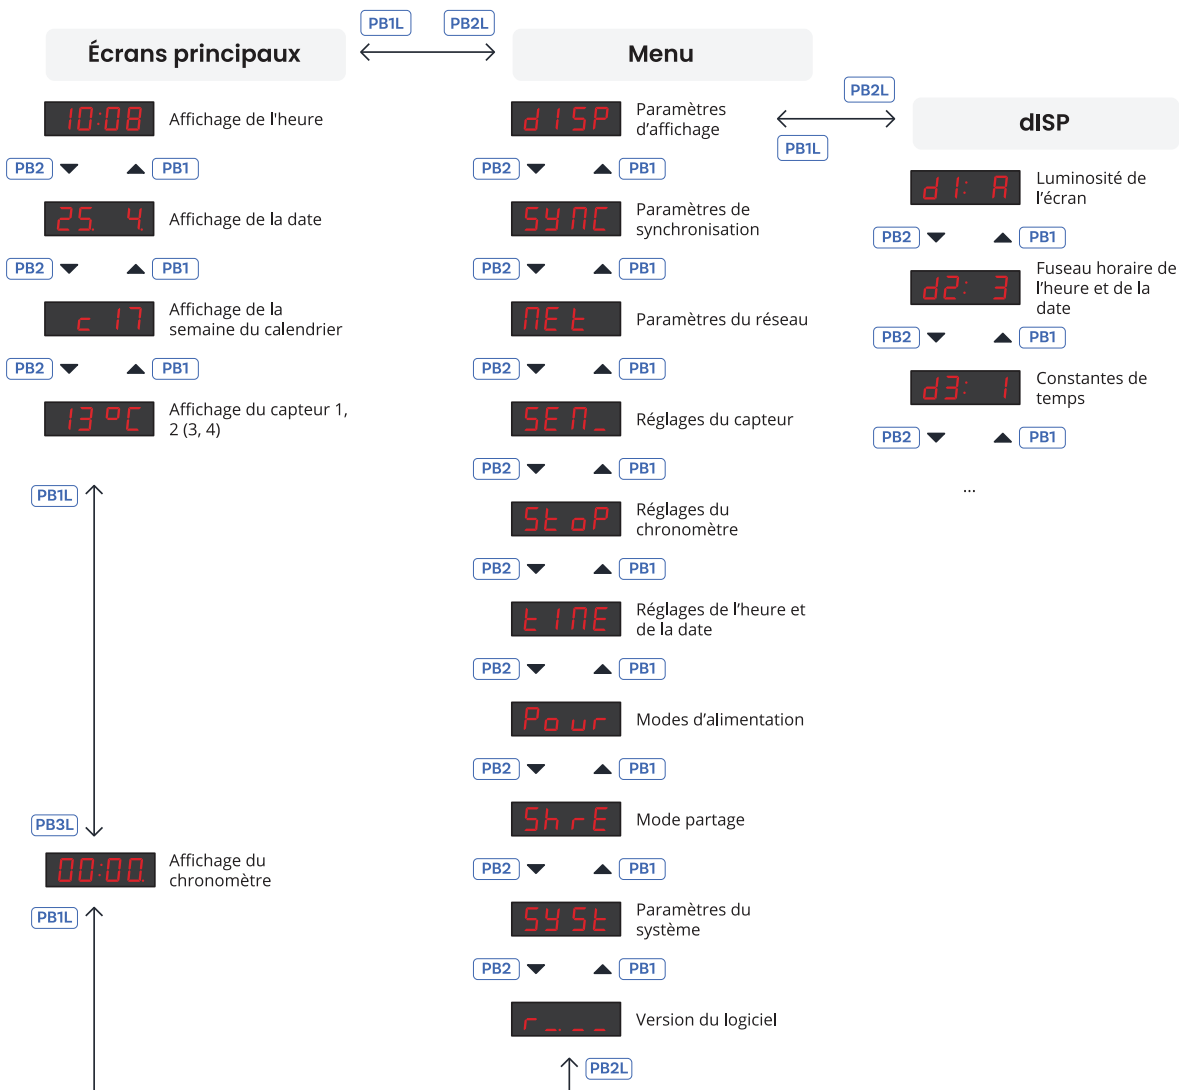 PB1L
PB2L
Écrans principaux
Menu
10:08
Affichage de l'heure
PB2
PB1
25. 4.
Affichage de la date
PB2
PB1
c 17
Affichage de la
semaine du calendrier
PB2
PB1
13 °C
Affichage du capteur 1,
2 (3, 4)
PB1L
PB3L
00:00.
Affichage du
chronomètre
PB1L
dISP
Paramètres
d’affichage
PB2
PB1
SYNC
Paramètres de
synchronisation
PB2
PB1
NEt
Paramètres du réseau
PB2
PB1
SEN_
Réglages du capteur
PB2
PB1
StoP
Réglages du
chronomètre
PB2
PB1
tIME
Réglages de l’heure et
de la date
PB2
PB1
Pour
Modes d’alimentation
PB2
PB1
ShrE
Mode partage
PB2
PB1
SYSt
Paramètres du
système
PB2
PB1
r _._ _
Version du logiciel
PB2L
PB2L
PB1L
dISP
d1: A
Luminosité de
l’écran
PB2
PB1
d2: 3
Fuseau horaire de
l’heure et de la
date
PB2
PB1
d3: 1
Constantes de
temps
PB2
PB1
...